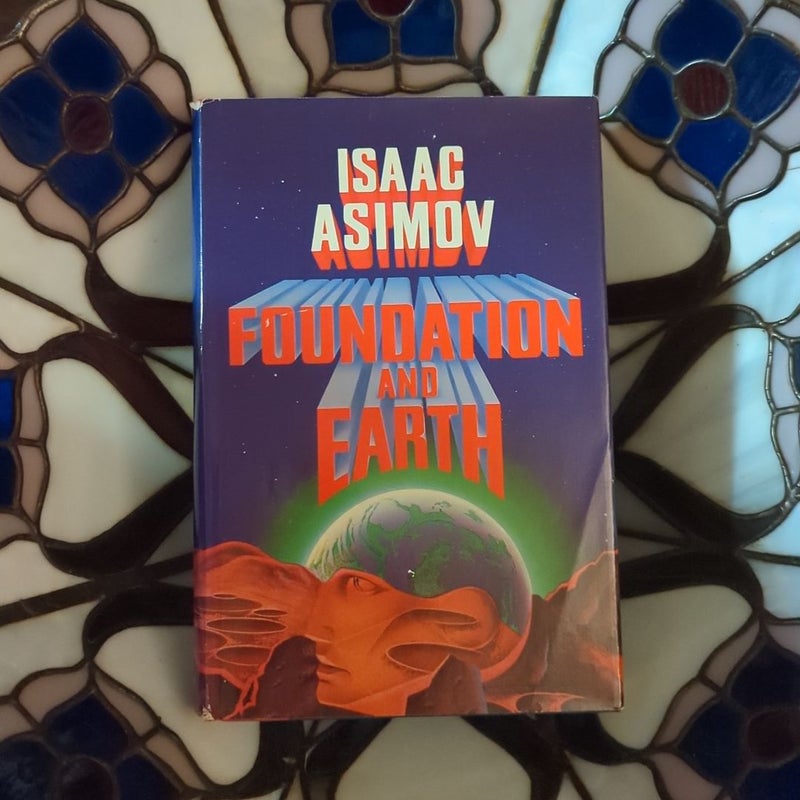 ISAAC
ASIMOV
FOUNDATION
AND
EARTH